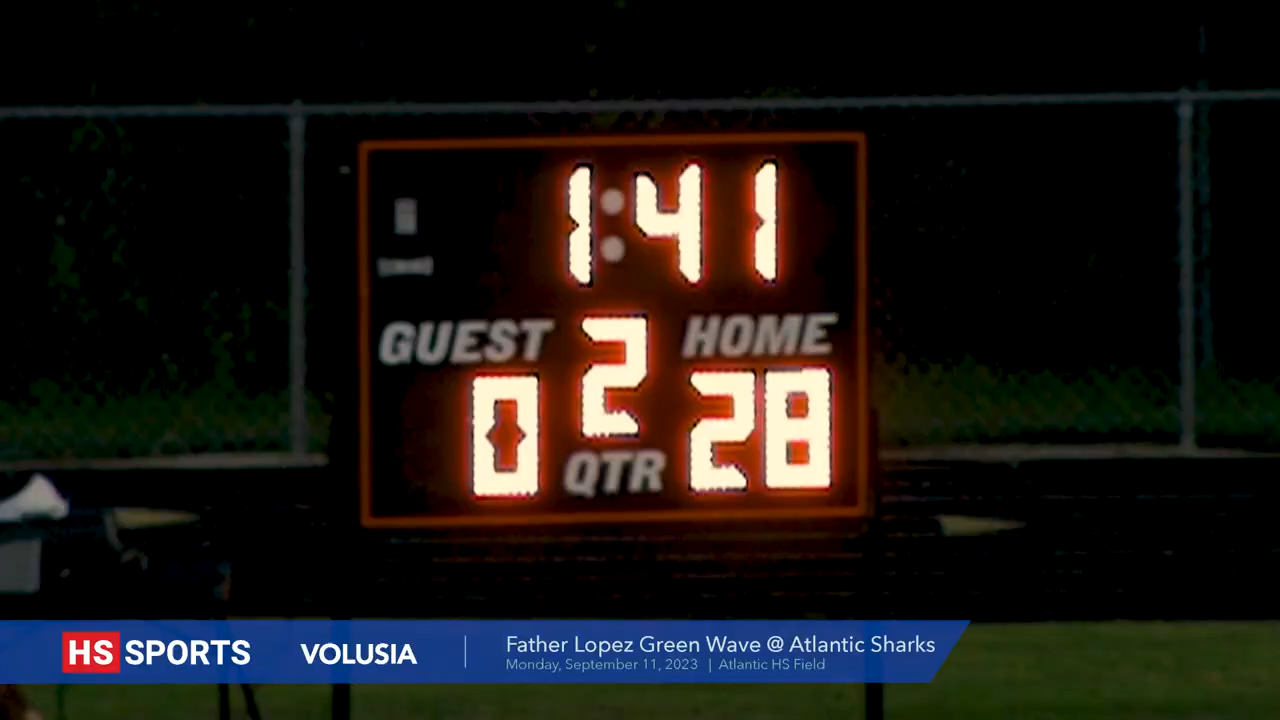 1:41
GUEST 2 HOME
0 QTR 28
HS SPORTS VOLUSIA Father Lopez Green Wave @ Atlantic Sharks
Monday, September 11, 2023 | Atlantic HS Field